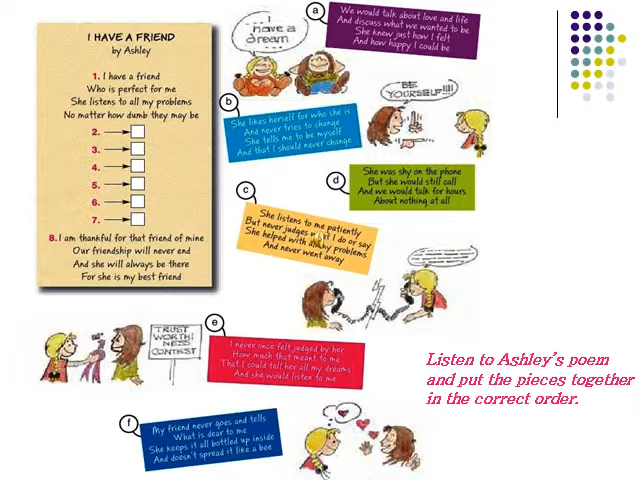 I HAVE A FRIEND
by Ashley
1. I have a friend
Who is perfect for me
She listens to all my problems
No matter how dumb they may be
2.
3.
4.
5.
6.
7.
8. I am thankful for that friend of mine
Our friendship will never end
And she will always be there
For she is my best friend
I have a dream
a
We would talk about love and life
And discuss what we wanted to be
She knew just how I felt
And how happy I could be
b
She likes herself for who she is
And never tries to change
She tells me to be myself
And that I should never change
BE
YOURSELF!!!!
d
She was shy on the phone
But she would still call
And we would talk for hours
About nothing at all
c
She listens to me patiently
But never judges what I do or say
She helped with my problems
And never went away
TRUST
WORTHI
NESS
CONTEST
e
I never once felt judged by her
How much that meant to me
That I could tell her all my dreams
And she would listen to me
f
My friend never goes and tells
What is dear to me
She keeps it all bottled up inside
And doesn't spread it like a bee
Listen to Ashley's poem
and put the pieces together
in the correct order.